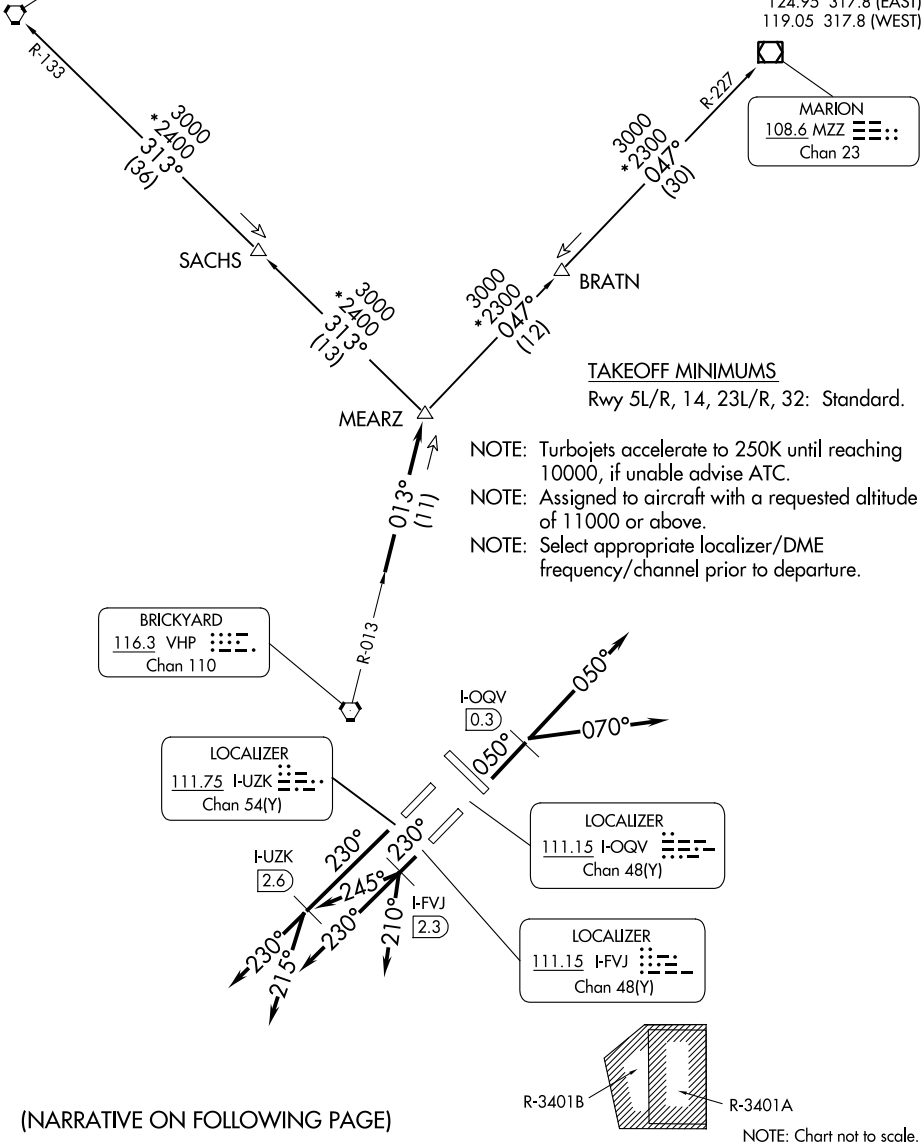 124.95 317.8 (EAST)
119.05 317.8 (WEST)
R-133
R-227
MARION
108.6 MZZ
Chan 23
3000
*2400
313°
(36)
3000
*2300
047°
(30)
SACHS
BRATN
3000
*2400
313°
(13)
3000
*2300
047°
(12)
TAKEOFF MINIMUMS
Rwy 5L/R, 14, 23L/R, 32: Standard.
MEARZ
NOTE: Turbojets accelerate to 250K until reaching
10000, if unable advise ATC.
NOTE: Assigned to aircraft with a requested altitude
of 11000 or above.
NOTE: Select appropriate localizer/DME
frequency/channel prior to departure.
013°
(11)
R-013
BRICKYARD
116.3 VHP
Chan 110
I-OQV
0.3
050°
050°
070°
LOCALIZER
111.75 I-UZK
Chan 54(Y)
LOCALIZER
111.15 I-OQV
Chan 48(Y)
I-UZK
2.6
230°
230°
245°
I-FVJ
2.3
230°
215°
230°
210°
LOCALIZER
111.15 I-FVJ
Chan 48(Y)
R-3401B
R-3401A
(NARRATIVE ON FOLLOWING PAGE)
NOTE: Chart not to scale.